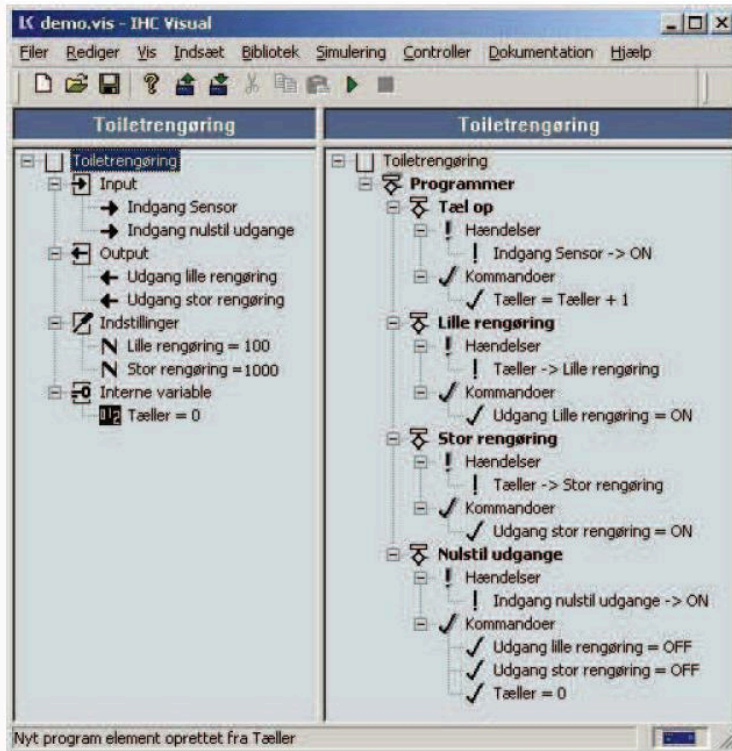 LK demo.vis - IHC Visual
Filer Rediger Vis Indsæt Bibliotek Simulering Controller Dokumentation Hjælp
Toiletrengøring
Toiletrengøring
Input
Indgang Sensor
Indgang nulstil udgange
Output
Udgang lille rengøring
Udgang stor rengøring
Indstillinger
N Lille rengøring = 100
N Stor rengøring =1000
Interne variable
Tæller = 0
Toiletrengøring
Toiletrengøring
Programmer
Tæl op
Hændelser
Indgang Sensor -> ON
Kommandoer
Tæller = Tæller + 1
Lille rengøring
Hændelser
Tæller -> Lille rengøring
Kommandoer
Udgang Lille rengøring = ON
Stor rengøring
Hændelser
Tæller -> Stor rengøring
Kommandoer
Udgang stor rengøring = ON
Nulstil udgange
Hændelser
Indgang nulstil udgange -> ON
Kommandoer
Udgang lille rengøring = OFF
Udgang stor rengøring = OFF
Tæller = 0
Nyt program element oprettet fra Tæller